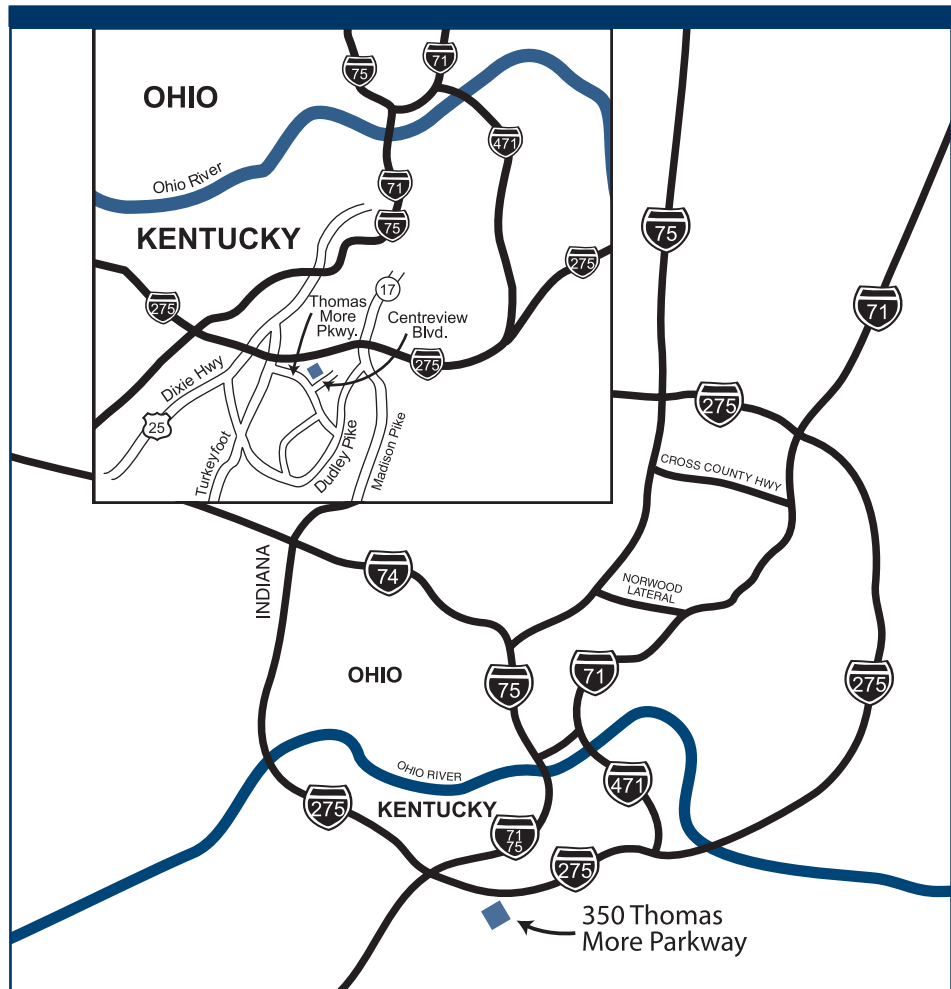 75
71
OHIO
471
Ohio River
71
75
KENTUCKY
275
17
275
Thomas
More
Pkwy.
Centreview
Blvd.
275
Dixie Hwy
25
Turkeyfoot
Dudley Pike
Madison Pike
75
71
275
CROSS COUNTY HWY
INDIANA
74
NORWOOD
LATERAL
OHIO
75
71
275
OHIO RIVER
471
275
KENTUCKY
71
75
275
350 Thomas
More Parkway